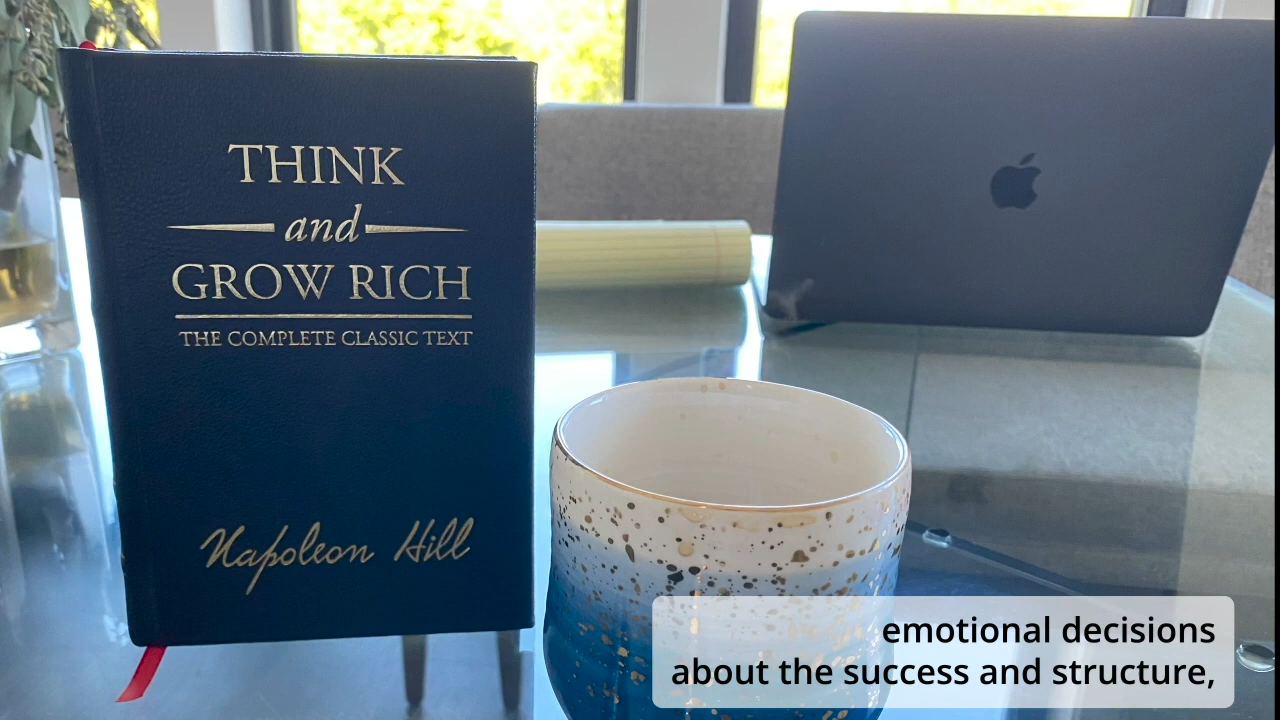 THINK
and
GROW RICH
THE COMPLETE CLASSIC TEXT
Napoleon Hill
emotional decisions
about the success and structure,